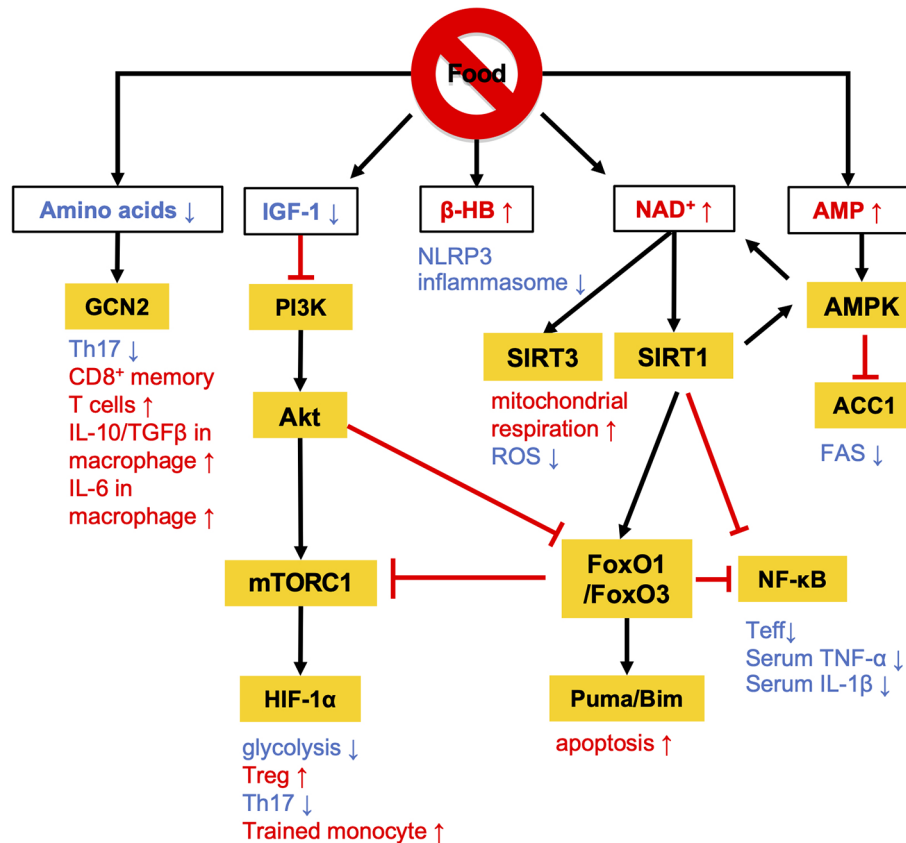 Food
Amino acids ↓
IGF-1 ↓
β-HB ↑
NAD⁺ ↑
AMP ↑
NLRP3
inflammasome ↓
GCN2
PI3K
AMPK
Th17 ↓
CD8⁺ memory
T cells ↑
IL-10/TGFβ in
macrophage ↑
IL-6 in
macrophage ↑
SIRT3
SIRT1
mitochondrial
respiration ↑
ROS ↓
Akt
ACC1
FAS ↓
mTORC1
FoxO1
/FoxO3
NF-κB
Teff↓
Serum TNF-α ↓
Serum IL-1β ↓
HIF-1α
glycolysis ↓
Treg ↑
Th17 ↓
Trained monocyte ↑
Puma/Bim
apoptosis ↑